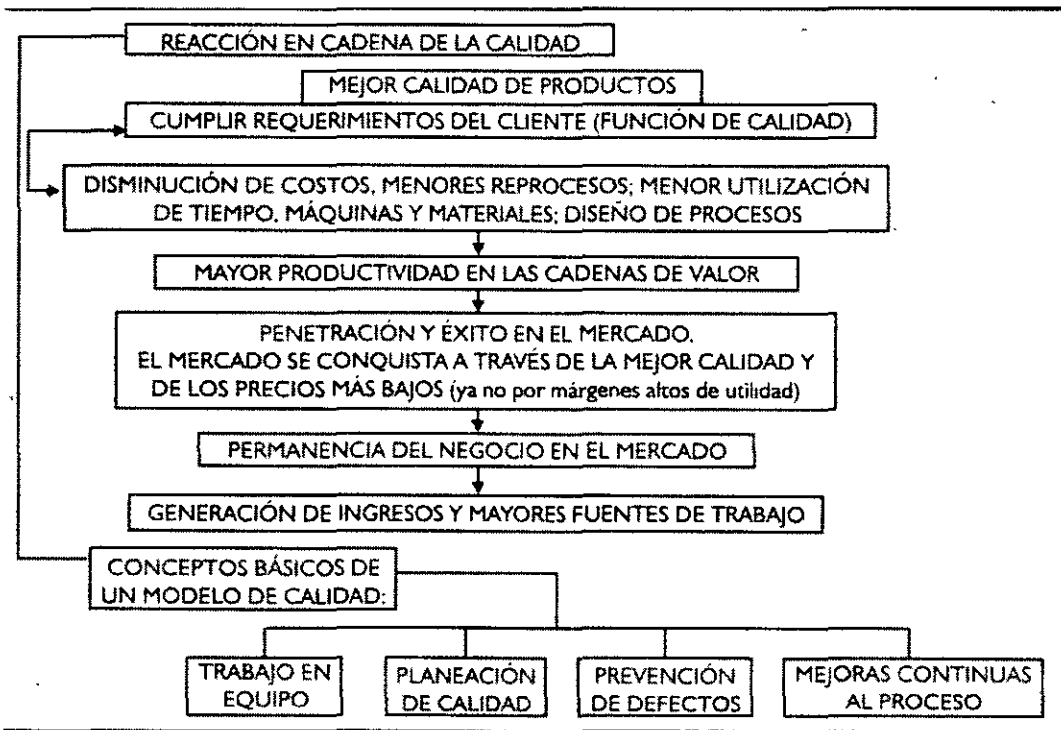 REACCIÓN EN CADENA DE LA CALIDAD
MEJOR CALIDAD DE PRODUCTOS
CUMPLIR REQUERIMIENTOS DEL CLIENTE (FUNCIÓN DE CALIDAD)
DISMINUCIÓN DE COSTOS, MENORES REPROCESOS; MENOR UTILIZACIÓN
DE TIEMPO, MÁQUINAS Y MATERIALES; DISEÑO DE PROCESOS
MAYOR PRODUCTIVIDAD EN LAS CADENAS DE VALOR
PENETRACIÓN Y ÉXITO EN EL MERCADO.
EL MERCADO SE CONQUISTA A TRAVÉS DE LA MEJOR CALIDAD Y
DE LOS PRECIOS MÁS BAJOS (ya no por márgenes altos de utilidad)
PERMANENCIA DEL NEGOCIO EN EL MERCADO
GENERACIÓN DE INGRESOS Y MAYORES FUENTES DE TRABAJO
CONCEPTOS BÁSICOS DE
UN MODELO DE CALIDAD:
TRABAJO EN
EQUIPO
PLANEACIÓN
DE CALIDAD
PREVENCIÓN
DE DEFECTOS
MEJORAS CONTINUAS
AL PROCESO